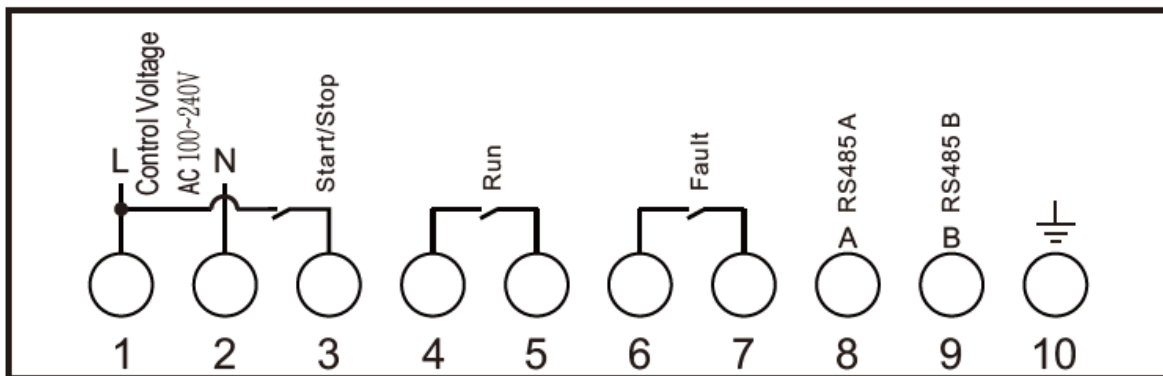 Control Voltage
AC 100~240V
L
N
Start/Stop
Run
Fault
RS485 A
RS485 B
A
B
1 2 3 4 5 6 7 8 9 10